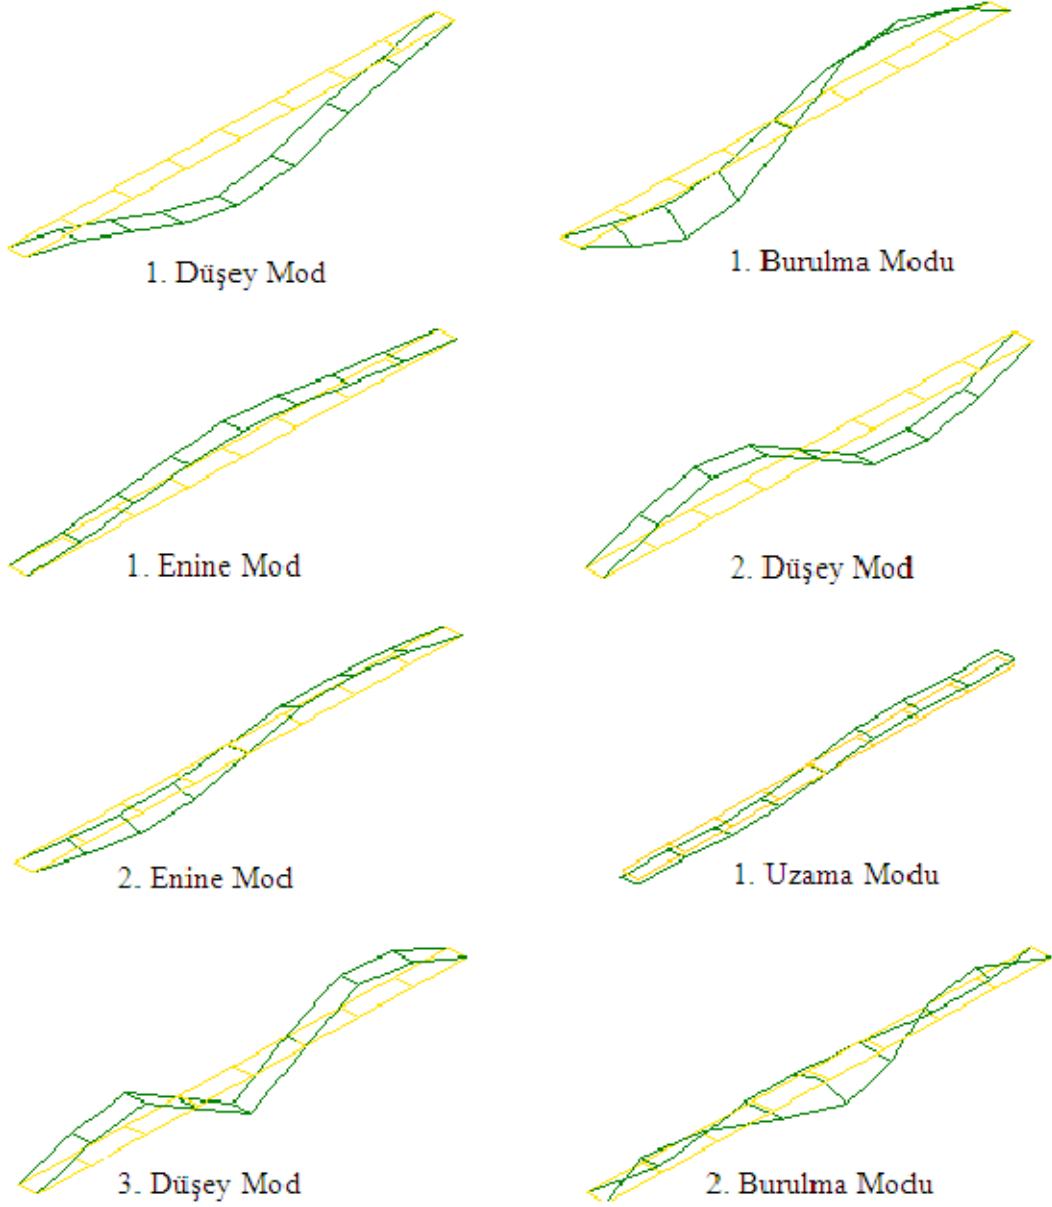 1. Düşey Mod
1. Burulma Modu
1. Enine Mod
2. Düşey Mod
2. Enine Mod
1. Uzama Modu
3. Düşey Mod
2. Burulma Modu